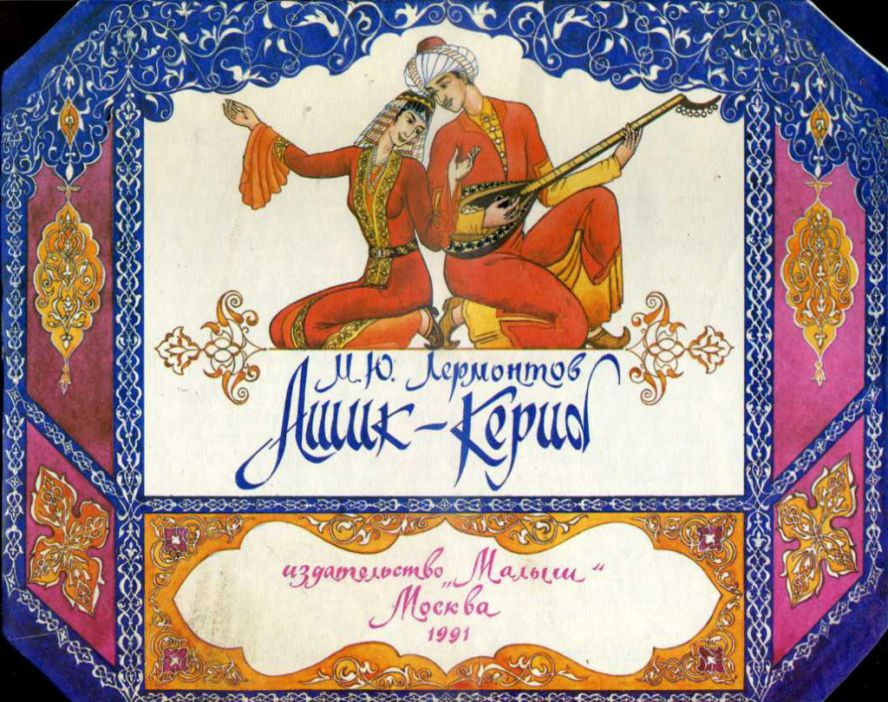 М.Ю. Лермонтов
Ашик-Кериб
издательство „Малыш“
Москва
1991